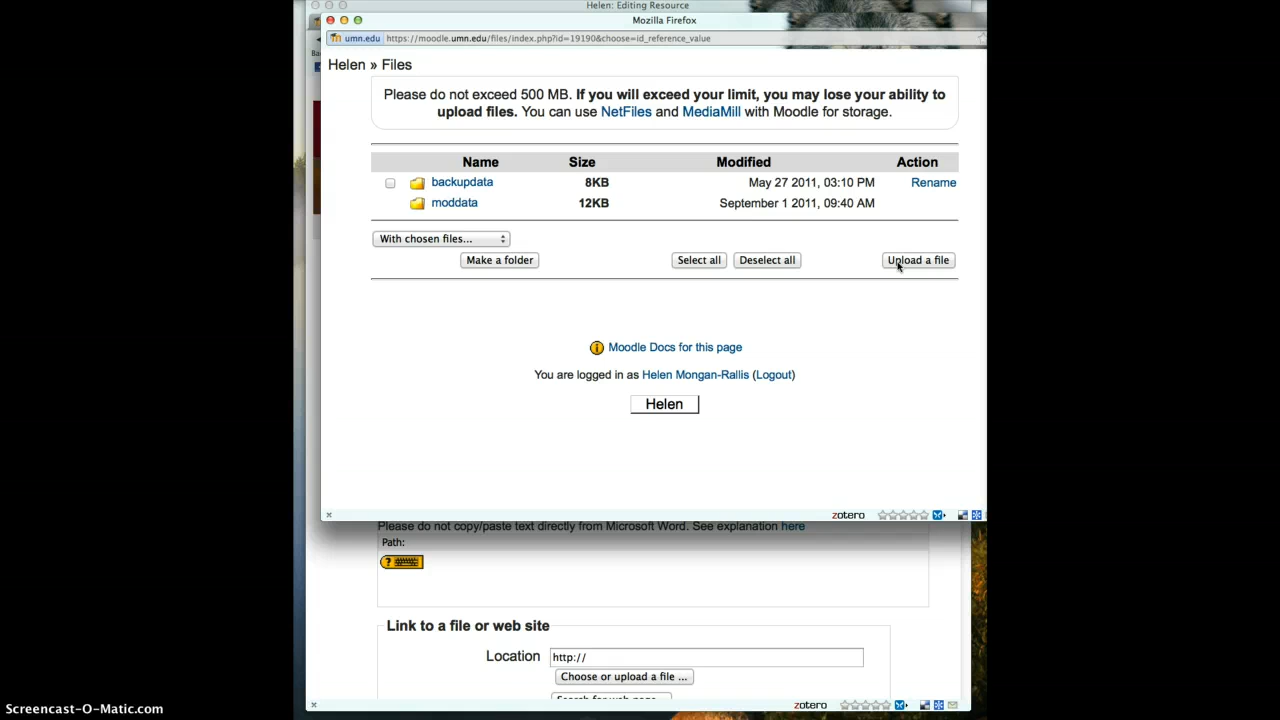 Helen: Editing Resource
Mozilla Firefox
umn.edu https://moodle.umn.edu/files/index.php?id=19190&choose=id_reference_value
Helen » Files
Please do not exceed 500 MB. If you will exceed your limit, you may lose your ability to
upload files. You can use NetFiles and MediaMill with Moodle for storage.
Name Size Modified Action
backupdata 8KB May 27 2011, 03:10 PM Rename
moddata 12KB September 1 2011, 09:40 AM
With chosen files...
Make a folder Select all Deselect all Upload a file
Moodle Docs for this page
You are logged in as Helen Mongan-Rallis (Logout)
Helen
zotero
Please do not copy/paste text directly from Microsoft Word. See explanation here
Path:
?
Link to a file or web site
Location http://
Choose or upload a file ...
Search for web page...
zotero
Screencast-O-Matic.com